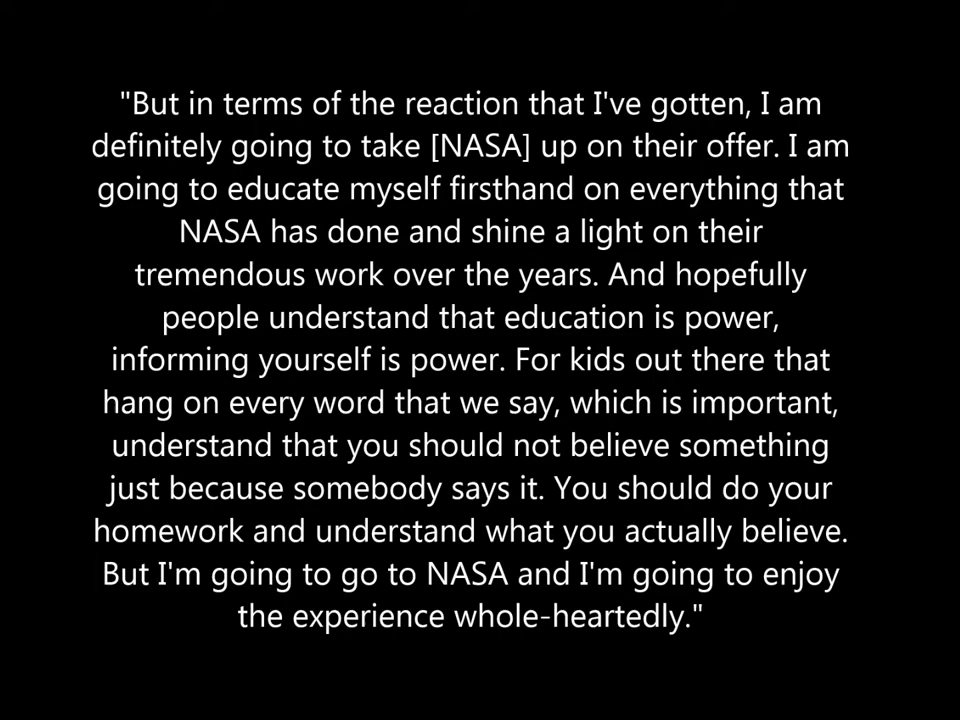 "But in terms of the reaction that I've gotten, I am
definitely going to take [NASA] up on their offer. I am
going to educate myself firsthand on everything that
NASA has done and shine a light on their
tremendous work over the years. And hopefully
people understand that education is power,
informing yourself is power. For kids out there that
hang on every word that we say, which is important,
understand that you should not believe something
just because somebody says it. You should do your
homework and understand what you actually believe.
But I'm going to go to NASA and I'm going to enjoy
the experience whole-heartedly."